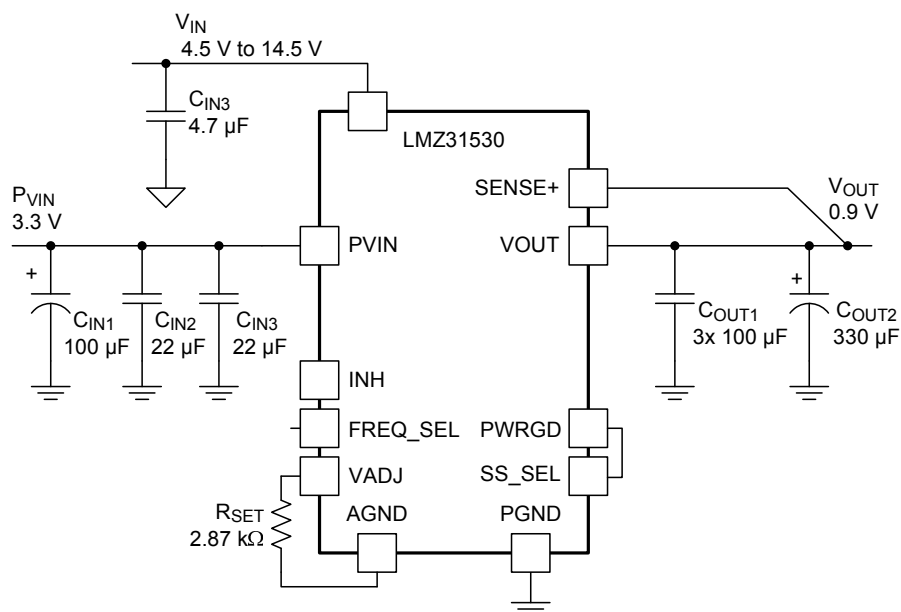 VIN
4.5 V to 14.5 V
CIN3
4.7 µF
LMZ31530
SENSE+
VOUT
0.9 V
PVIN
3.3 V
PVIN
VOUT
+
CIN1
100 µF
CIN2
22 µF
CIN3
22 µF
COUT1
3x 100 µF
+
COUT2
330 µF
INH
FREQ_SEL
PWRGD
VADJ
SS_SEL
RSET
2.87 kΩ
AGND
PGND